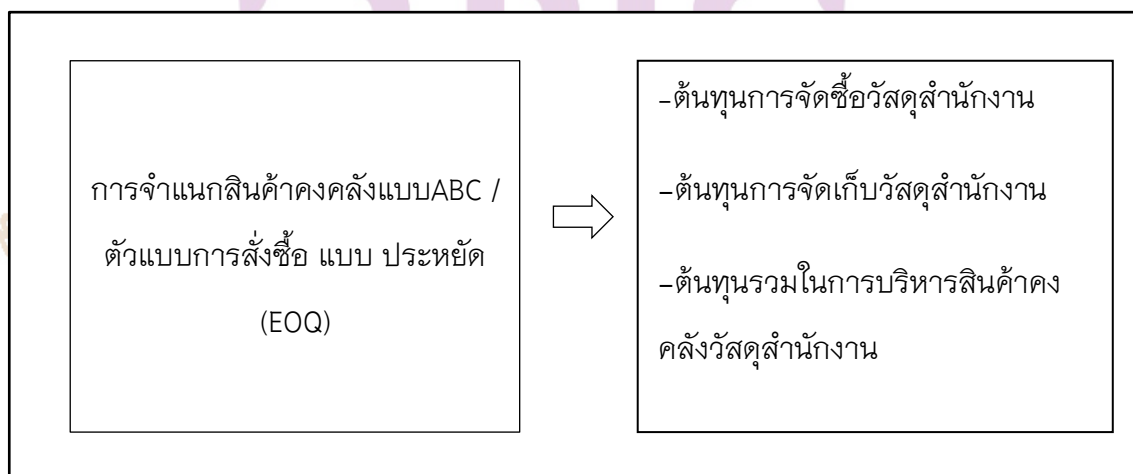 การจำแนกสินค้าคงคลังแบบABC /
ตัวแบบการสั่งซื้อ แบบ ประหยัด
(EOQ)
-ต้นทุนการจัดซื้อวัสดุสำนักงาน
-ต้นทุนการจัดเก็บวัสดุสำนักงาน
-ต้นทุนรวมในการบริหารสินค้าคง
คลังวัสดุสำนักงาน